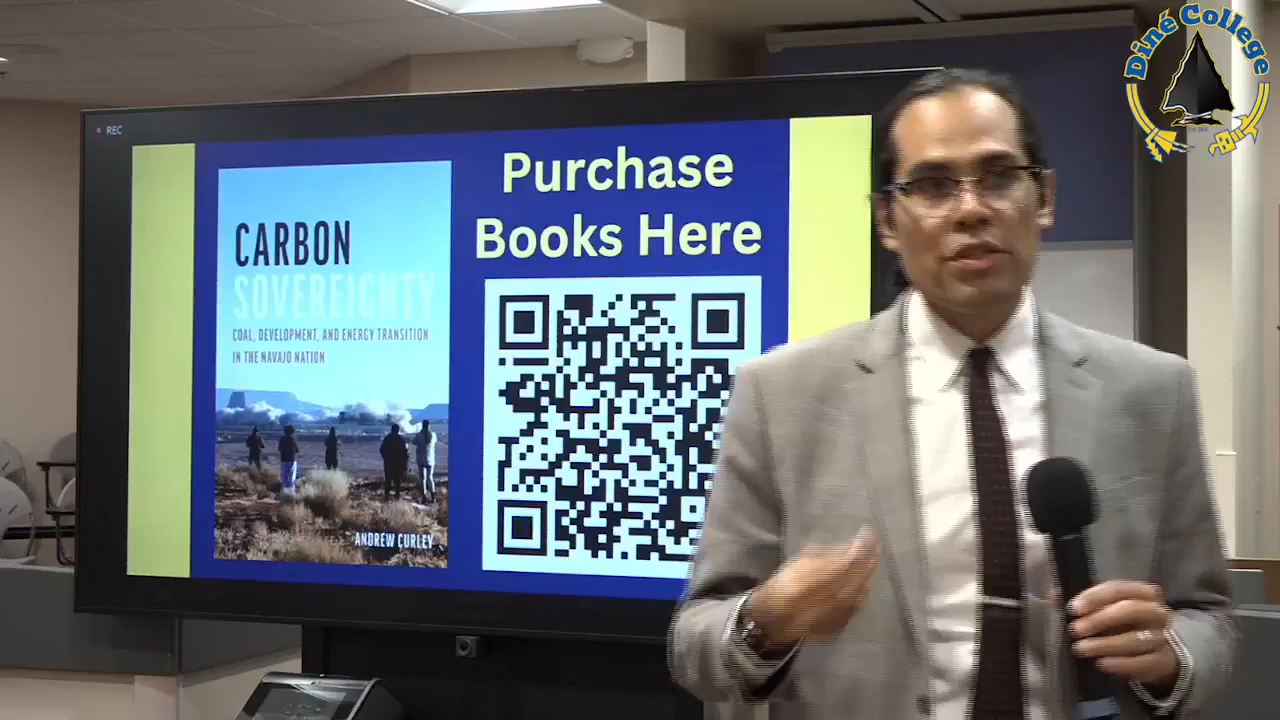 REC
CARBON
SOVEREIGNTY
COAL, DEVELOPMENT, AND ENERGY TRANSITION
IN THE NAVAJO NATION
ANDREW CURLEY
Purchase
Books Here
Diné College